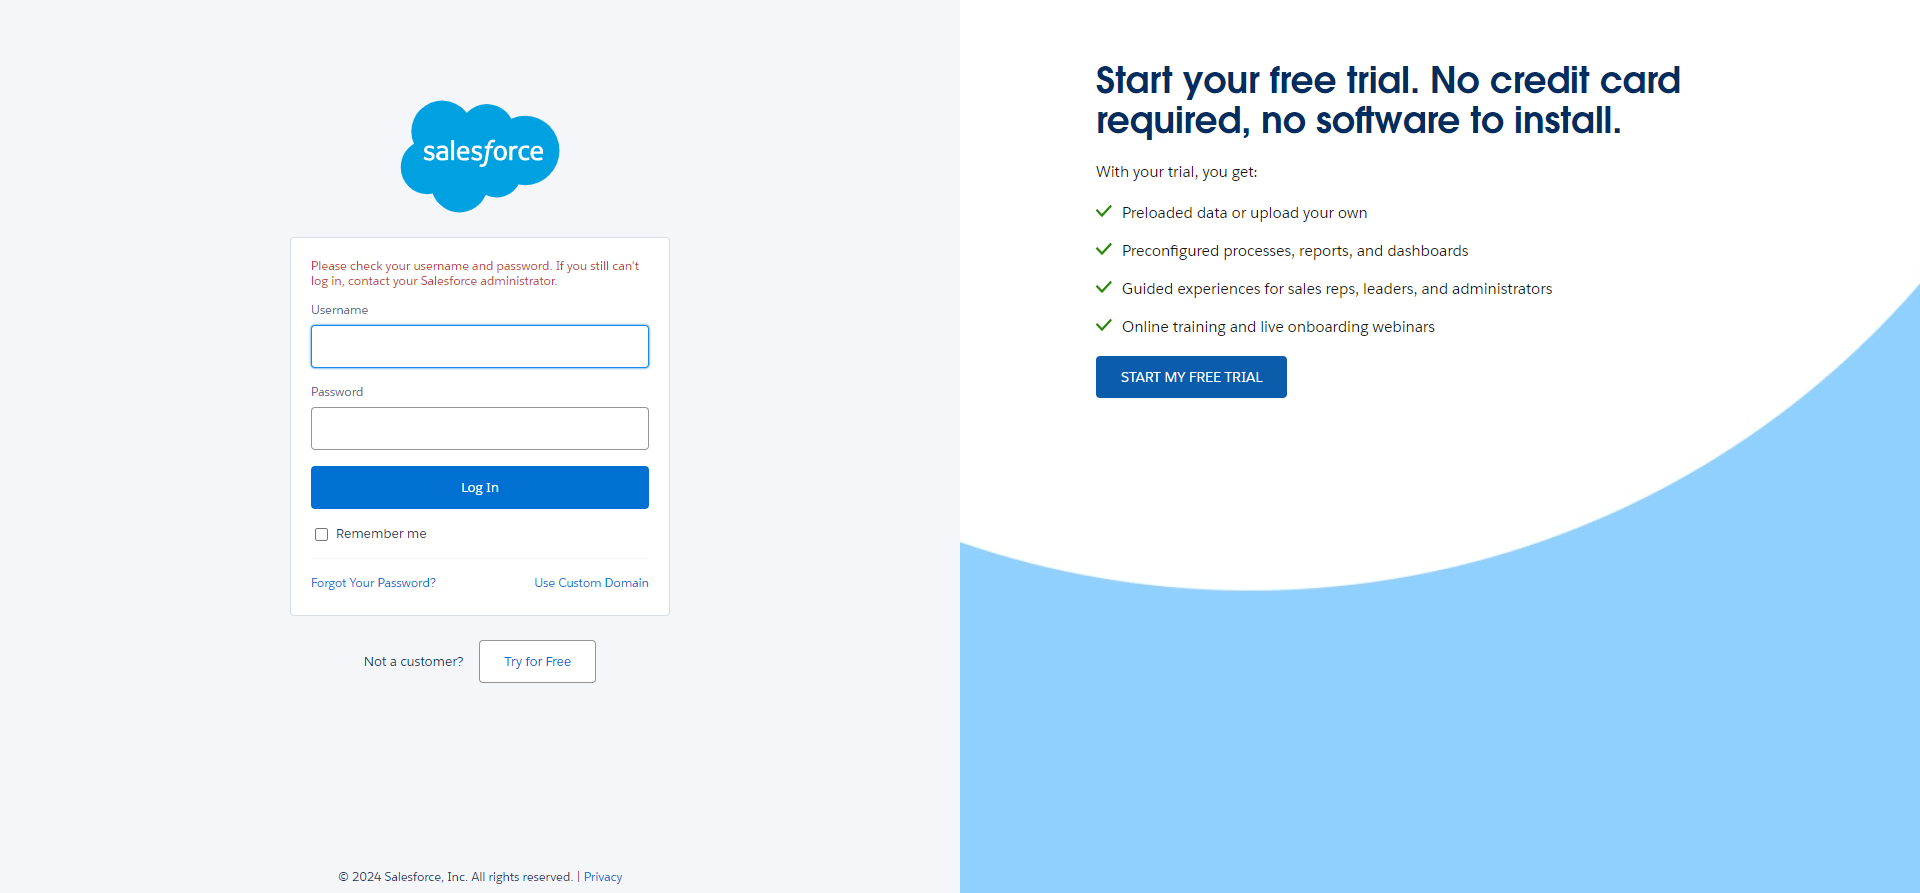 salesforce
Please check your username and password. If you still can't
log in, contact your Salesforce administrator.
Username
Password
Log In
Remember me
Forgot Your Password?
Use Custom Domain
Not a customer?
Try for Free
© 2024 Salesforce, Inc. All rights reserved. | Privacy
Start your free trial. No credit card
required, no software to install.
With your trial, you get:
Preloaded data or upload your own
Preconfigured processes, reports, and dashboards
Guided experiences for sales reps, leaders, and administrators
Online training and live onboarding webinars
START MY FREE TRIAL